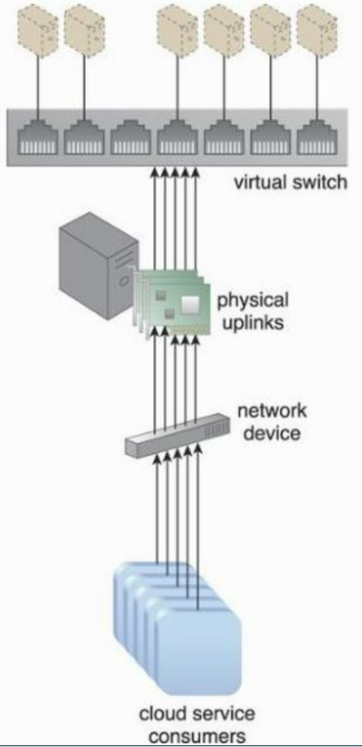 virtual switch
physical
uplinks
network
device
cloud service
consumers